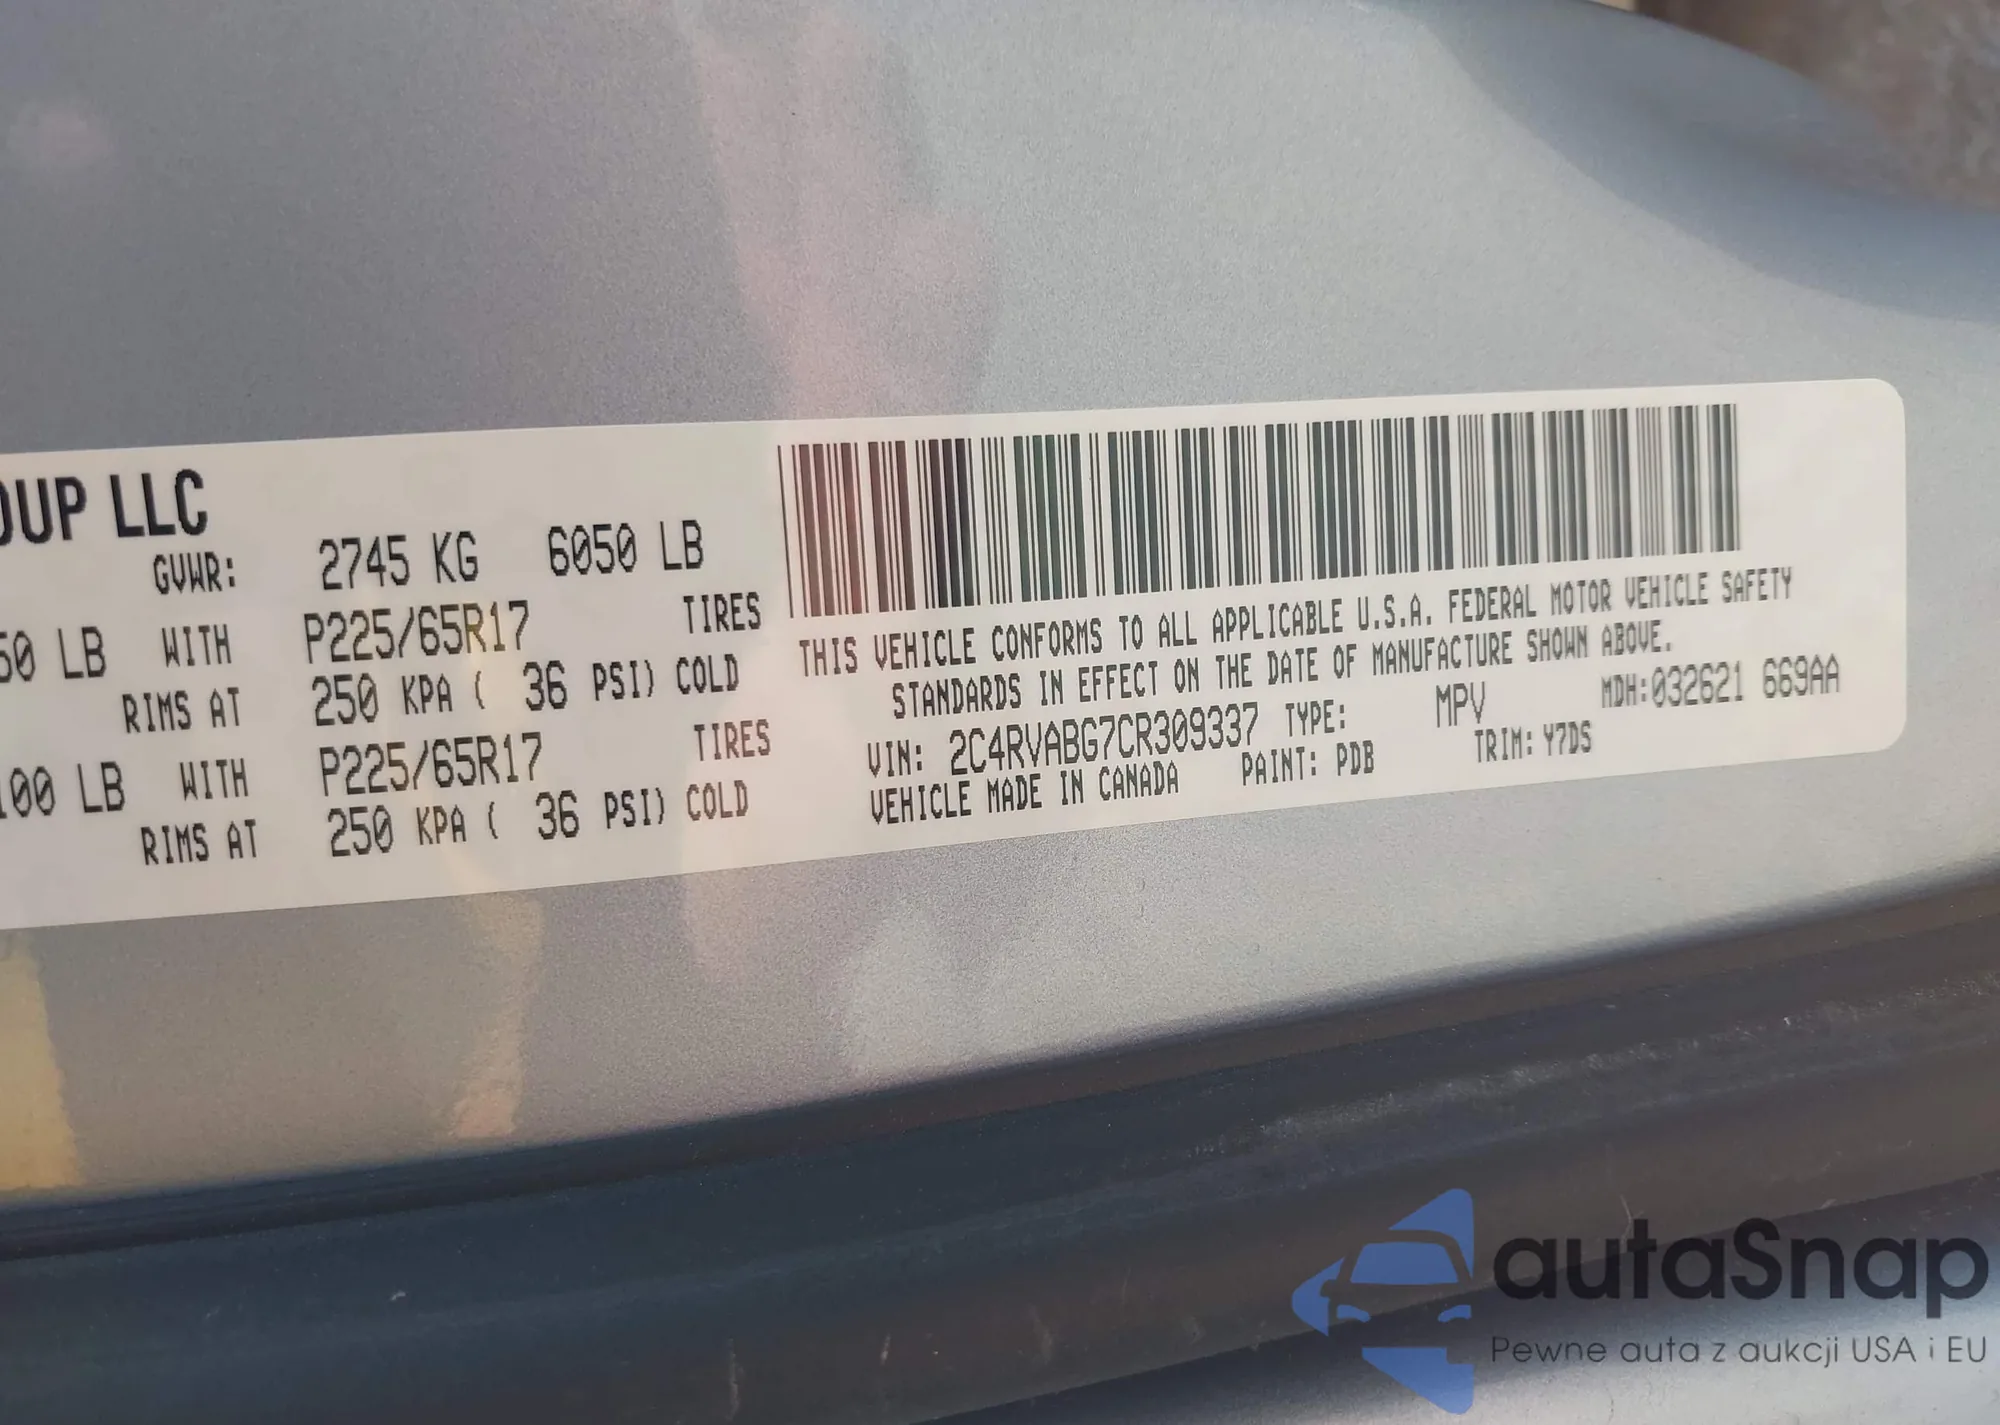 OUP LLC
GVWR: 2745 KG 6050 LB
50 LB WITH P225/65R17 TIRES
RIMS AT 250 KPA ( 36 PSI) COLD
100 LB WITH P225/65R17 TIRES
RIMS AT 250 KPA ( 36 PSI) COLD
THIS VEHICLE CONFORMS TO ALL APPLICABLE U.S.A. FEDERAL MOTOR VEHICLE SAFETY
STANDARDS IN EFFECT ON THE DATE OF MANUFACTURE SHOWN ABOVE.
VIN: 2C4RVABG7CR309337 TYPE: MPV MDH:032621 669AA
VEHICLE MADE IN CANADA PAINT: PDB TRIM: Y7DS
autaSnap
Pewne auta z aukcji USA i EU